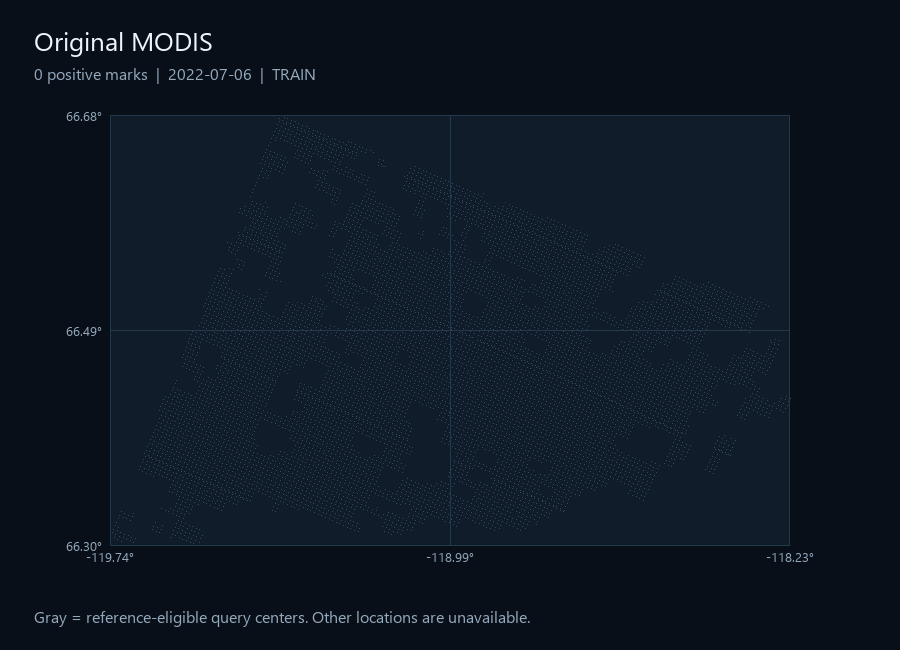 Original MODIS
0 positive marks | 2022-07-06 | TRAIN
66.68°
66.49°
66.30°
-119.74°
-118.99°
-118.23°
Gray = reference-eligible query centers. Other locations are unavailable.